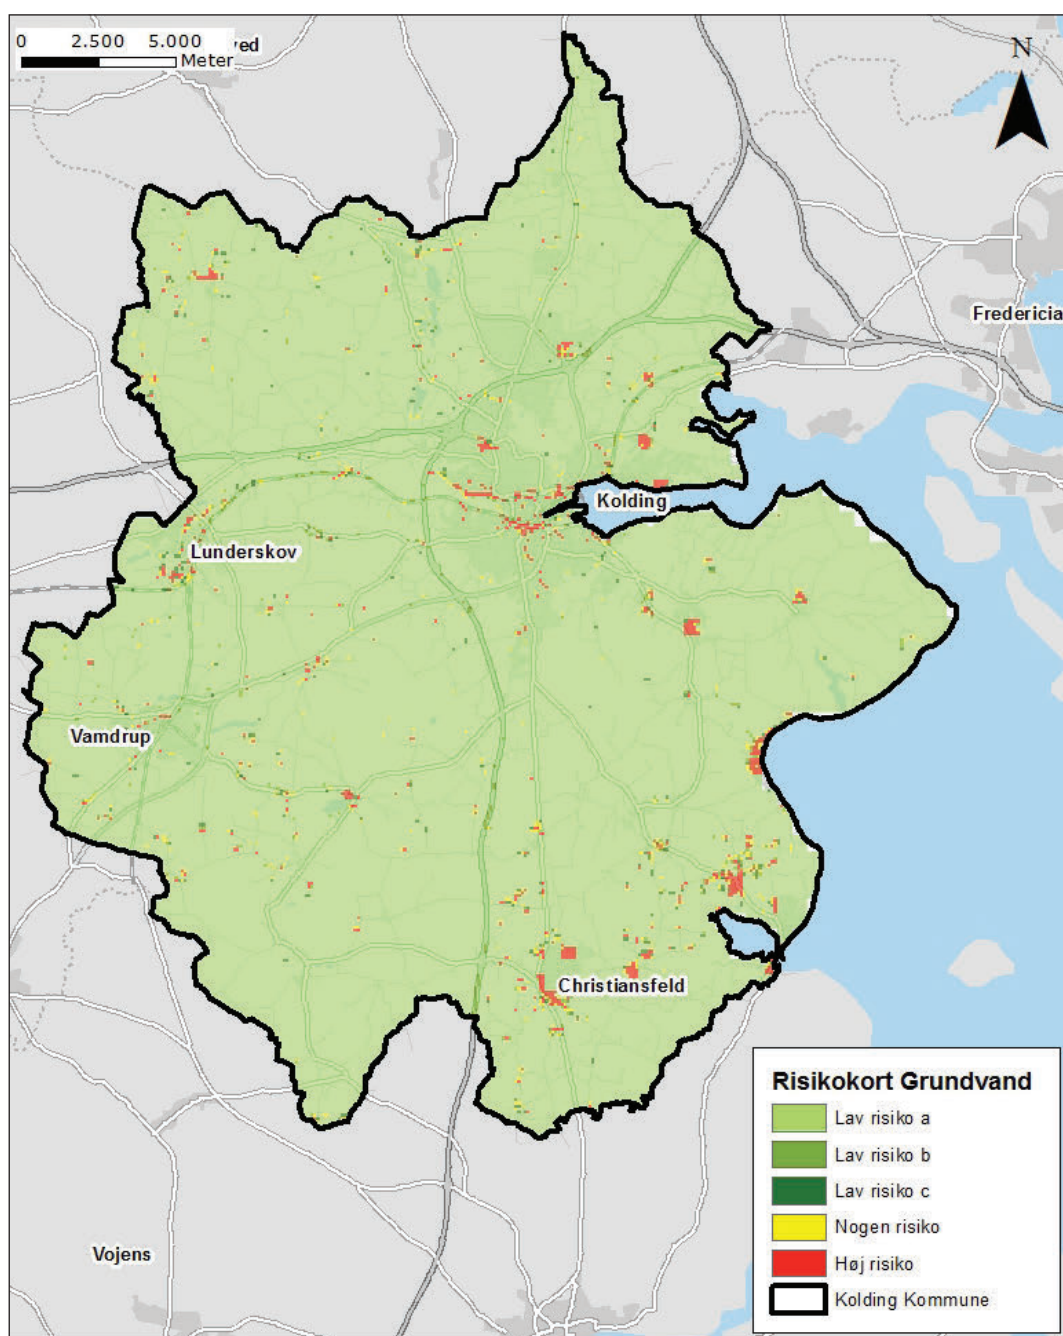 0 2.500 5.000
Meter
ved
N
Fredericia
Kolding
Lunderskov
Vamdrup
Christiansfeld
Vojens
Risikokort Grundvand
Lav risiko a
Lav risiko b
Lav risiko c
Nogen risiko
Høj risiko
Kolding Kommune